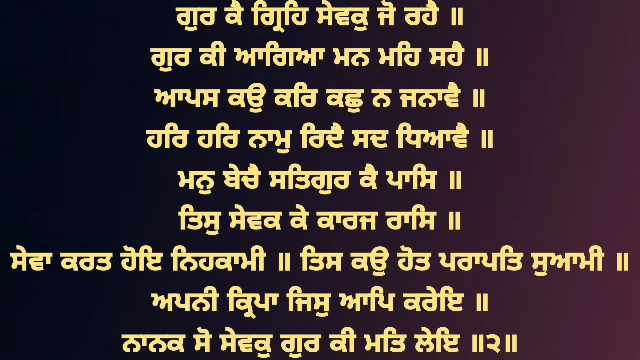 ਗੁਰ ਕੈ ਗ੍ਰਿਹਿ ਸੇਵਕੁ ਜੋ ਰਹੈ ॥
ਗੁਰ ਕੀ ਆਗਿਆ ਮਨ ਮਹਿ ਸਹੈ ॥
ਆਪਸ ਕਉ ਕਰਿ ਕਛੁ ਨ ਜਨਾਵੈ ॥
ਹਰਿ ਹਰਿ ਨਾਮੁ ਰਿਦੈ ਸਦ ਧਿਆਵੈ ॥
ਮਨੁ ਬੇਚੈ ਸਤਿਗੁਰ ਕੈ ਪਾਸਿ ॥
ਤਿਸੁ ਸੇਵਕ ਕੇ ਕਾਰਜ ਰਾਸਿ ॥
ਸੇਵਾ ਕਰਤ ਹੋਇ ਨਿਹਕਾਮੀ ॥ ਤਿਸ ਕਉ ਹੋਤ ਪਰਾਪਤਿ ਸੁਆਮੀ ॥
ਅਪਨੀ ਕ੍ਰਿਪਾ ਜਿਸੁ ਆਪਿ ਕਰੇਇ ॥
ਨਾਨਕ ਸੋ ਸੇਵਕੁ ਗੁਰ ਕੀ ਮਤਿ ਲੇਇ ॥੨॥